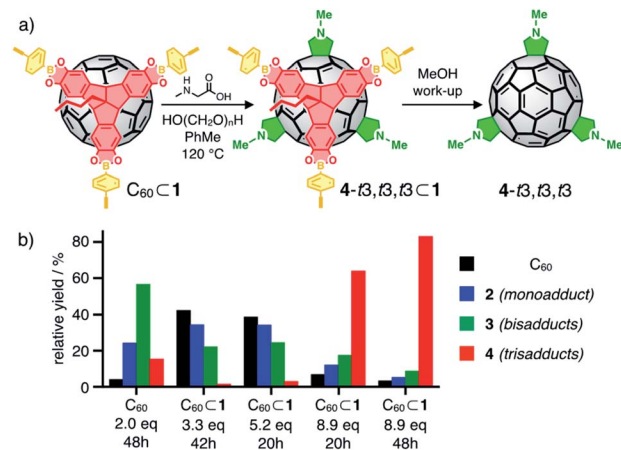 a)
Me
N
O
OH
N
H
HO(CH₂O)ₙH
PhMe
120 °C
MeOH
work-up
Me
N
O O
B
O O
B
O O
B
N
Me
N
Me
Me
N
N
Me
N
Me
C₆₀⊂1
4-t3,t3,t3⊂1
4-t3,t3,t3
b)
relative yield / %
80
60
40
20
0
C₆₀
2.0 eq
48h
C₆₀⊂1
3.3 eq
42h
C₆₀⊂1
5.2 eq
20h
C₆₀⊂1
8.9 eq
20h
C₆₀⊂1
8.9 eq
48h
C₆₀
2 (monoadduct)
3 (bisadducts)
4 (trisadducts)